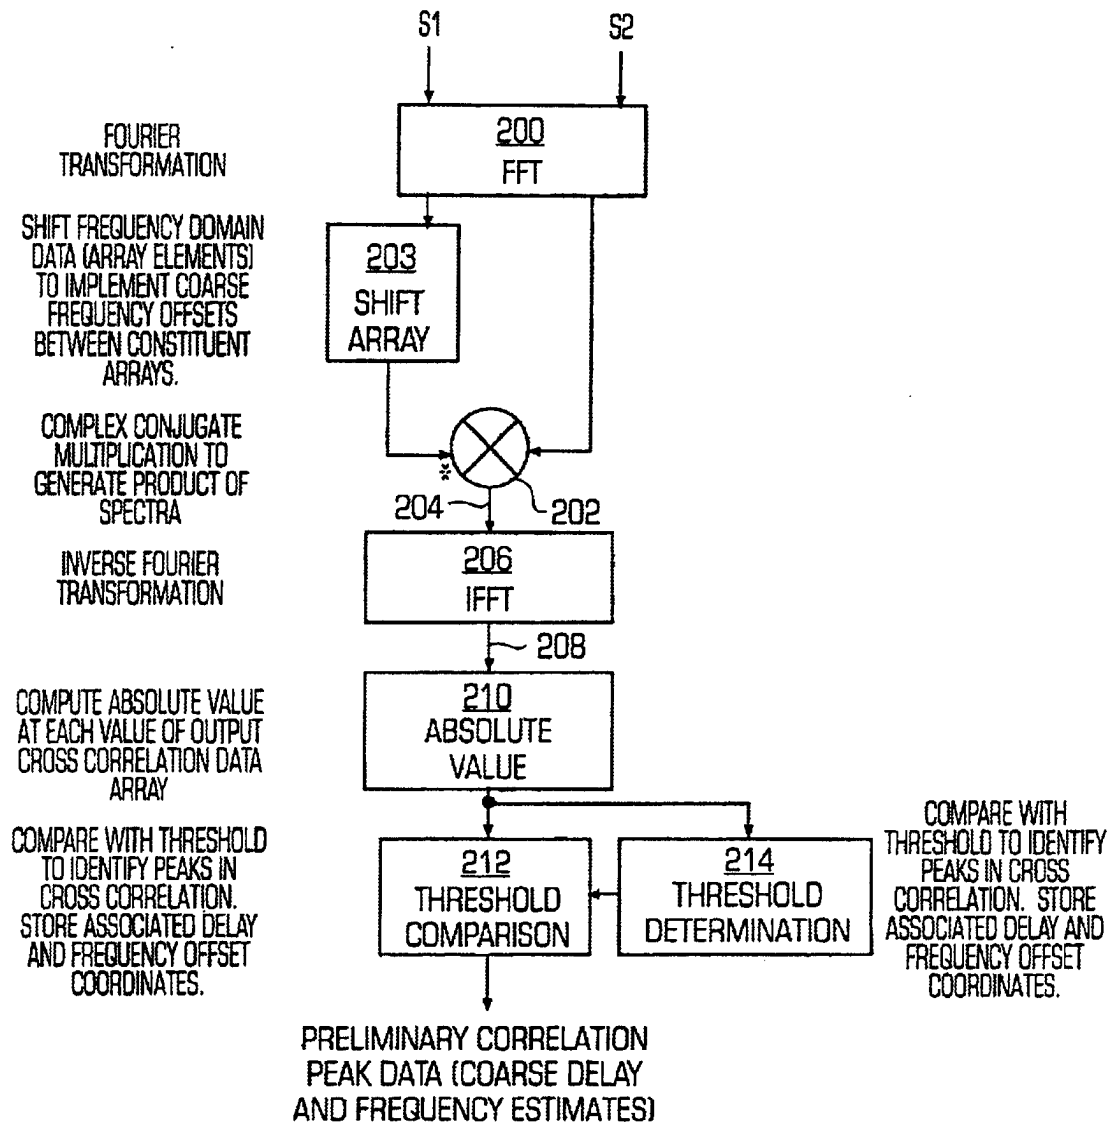 S1
S2
FOURIER
TRANSFORMATION
200
FFT
SHIFT FREQUENCY DOMAIN
DATA (ARRAY ELEMENTS)
TO IMPLEMENT COARSE
FREQUENCY OFFSETS
BETWEEN CONSTITUENT
ARRAYS.
203
SHIFT
ARRAY
COMPLEX CONJUGATE
MULTIPLICATION TO
GENERATE PRODUCT OF
SPECTRA
*
204
202
INVERSE FOURIER
TRANSFORMATION
206
IFFT
208
COMPUTE ABSOLUTE VALUE
AT EACH VALUE OF OUTPUT
CROSS CORRELATION DATA
ARRAY
210
ABSOLUTE
VALUE
COMPARE WITH THRESHOLD
TO IDENTIFY PEAKS IN
CROSS CORRELATION.
STORE ASSOCIATED DELAY
AND FREQUENCY OFFSET
COORDINATES.
212
THRESHOLD
COMPARISON
214
THRESHOLD
DETERMINATION
COMPARE WITH
THRESHOLD TO IDENTIFY
PEAKS IN CROSS
CORRELATION. STORE
ASSOCIATED DELAY AND
FREQUENCY OFFSET
COORDINATES.
PRELIMINARY CORRELATION
PEAK DATA (COARSE DELAY
AND FREQUENCY ESTIMATES)